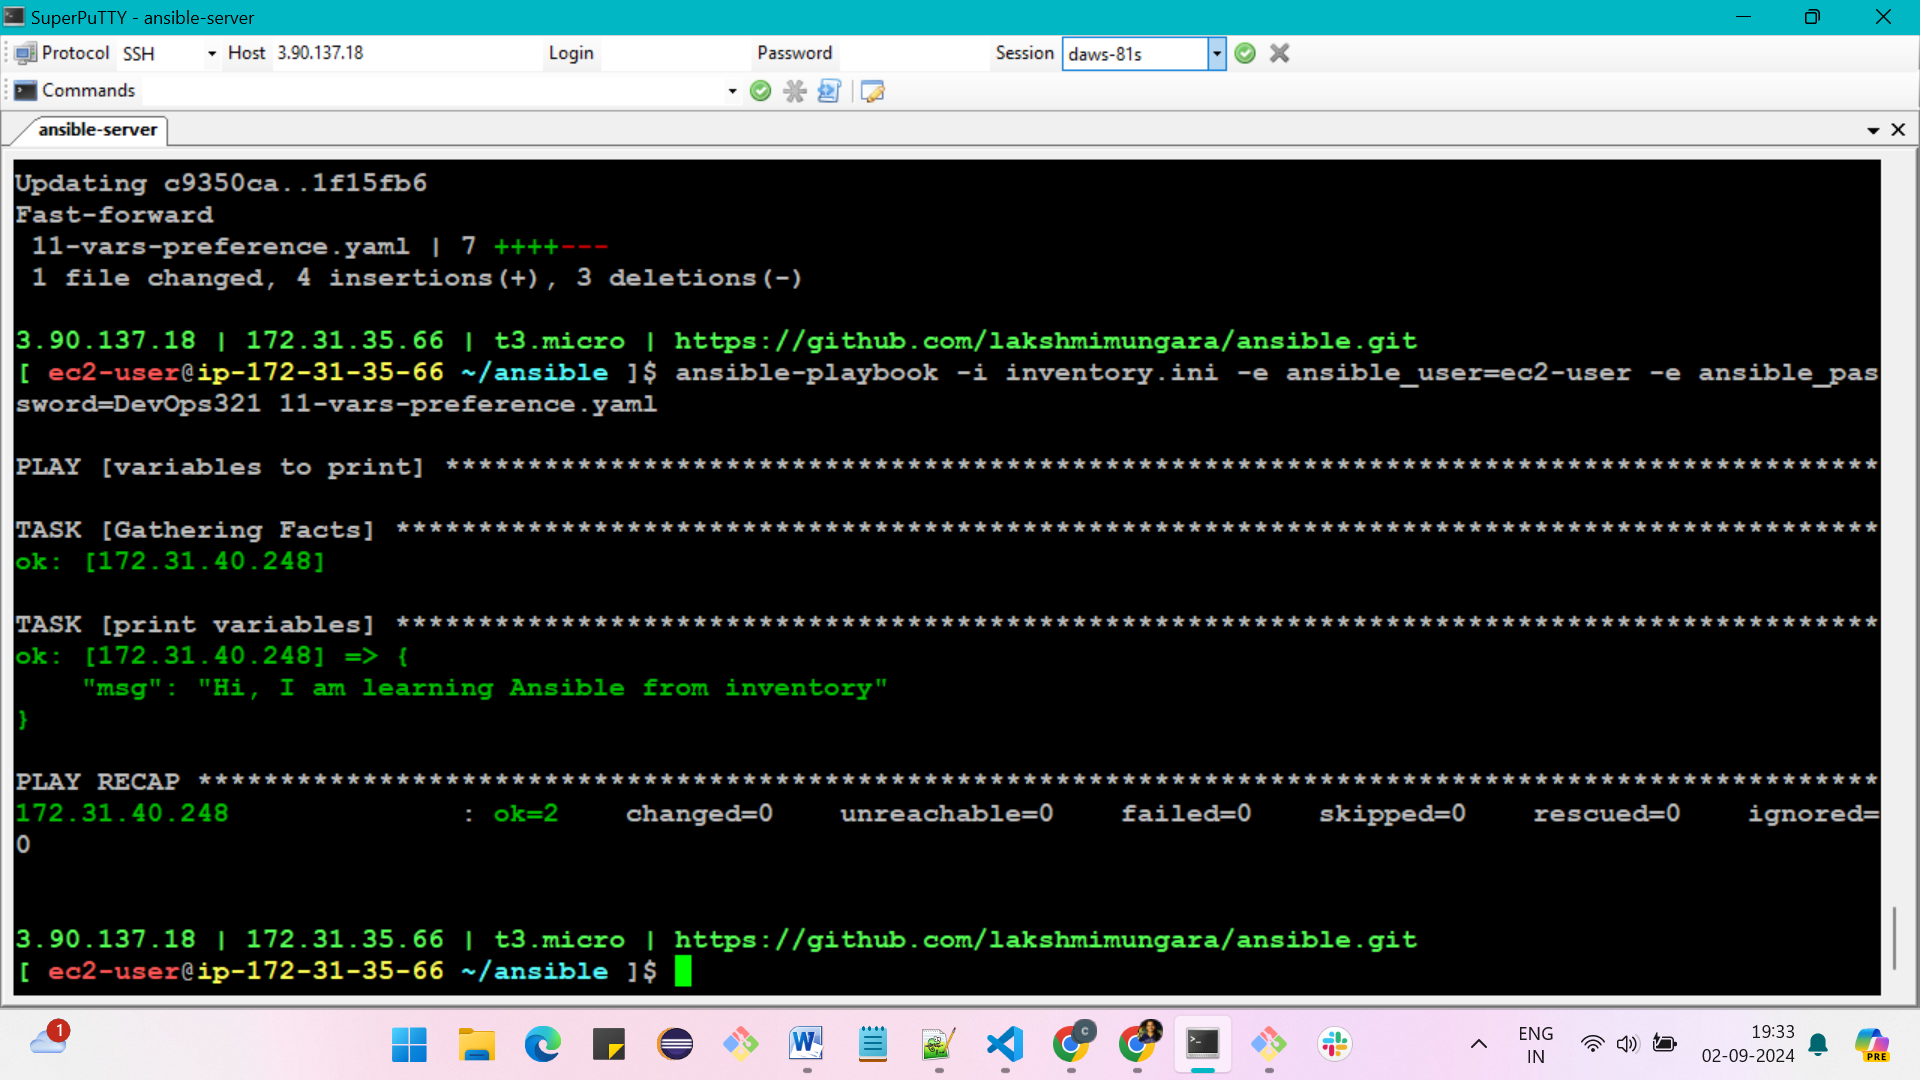 SuperPuTTY - ansible-server
Protocol SSH Host 3.90.137.18 Login Password Session daws-81s
Commands
ansible-server
Updating c9350ca..1f15fb6
Fast-forward
11-vars-preference.yaml | 7 ++++---
1 file changed, 4 insertions(+), 3 deletions(-)
3.90.137.18 | 172.31.35.66 | t3.micro | https://github.com/lakshmimungara/ansible.git
[ ec2-user@ip-172-31-35-66 ~/ansible ]$ ansible-playbook -i inventory.ini -e ansible_user=ec2-user -e ansible_pas
sword=DevOps321 11-vars-preference.yaml
PLAY [variables to print] ***************************************************************************************
TASK [Gathering Facts] ******************************************************************************************
ok: [172.31.40.248]
TASK [print variables] ******************************************************************************************
ok: [172.31.40.248] => {
"msg": "Hi, I am learning Ansible from inventory"
}
PLAY RECAP ******************************************************************************************************
172.31.40.248 : ok=2 changed=0 unreachable=0 failed=0 skipped=0 rescued=0 ignored=
0
3.90.137.18 | 172.31.35.66 | t3.micro | https://github.com/lakshmimungara/ansible.git
[ ec2-user@ip-172-31-35-66 ~/ansible ]$
1
W
C
ENG
IN
19:33
02-09-2024
PRE